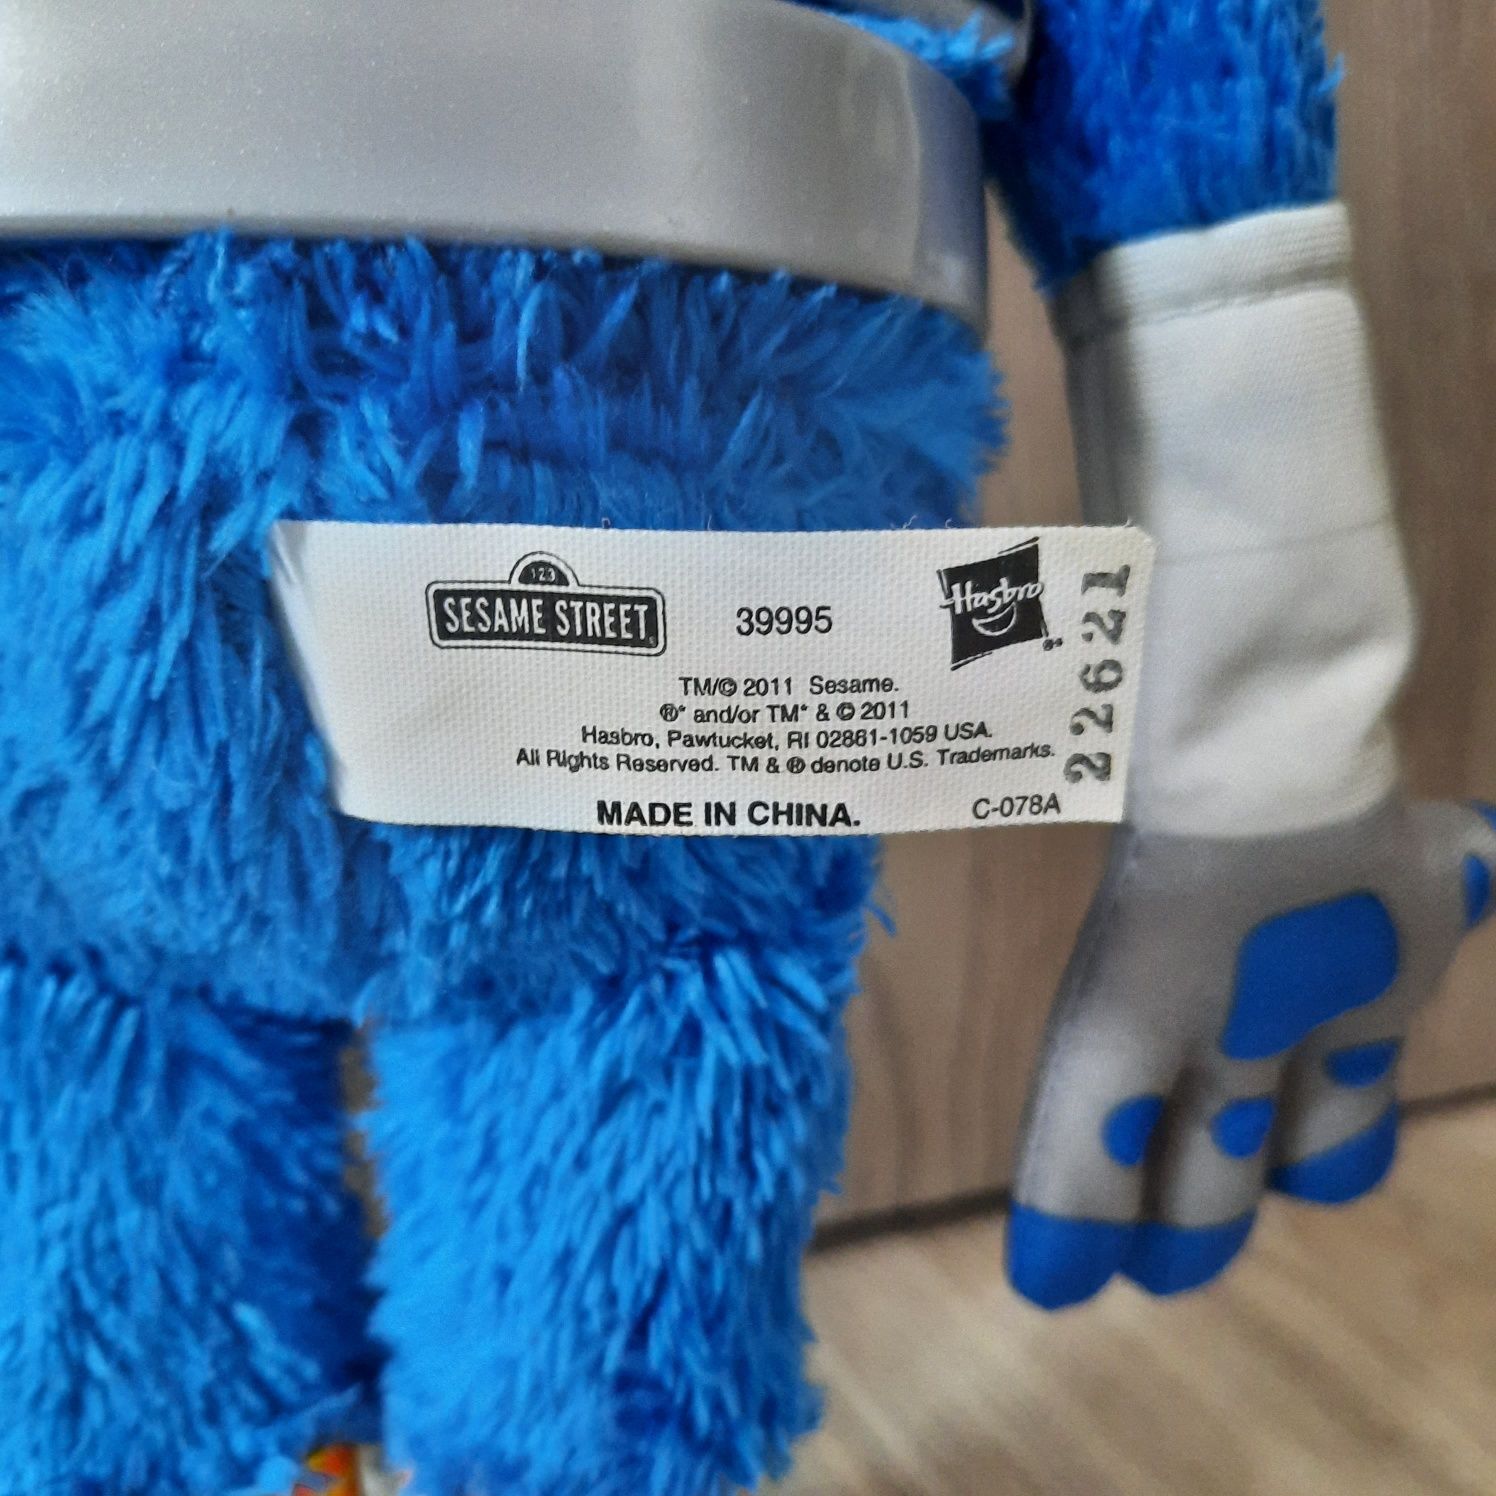 123
SESAME STREET
39995
Hasbro
TM/© 2011 Sesame.
®* and/or TM* & © 2011
Hasbro, Pawtucket, RI 02861-1059 USA.
All Rights Reserved. TM & ® denote U.S. Trademarks.
MADE IN CHINA.
C-078A
22621